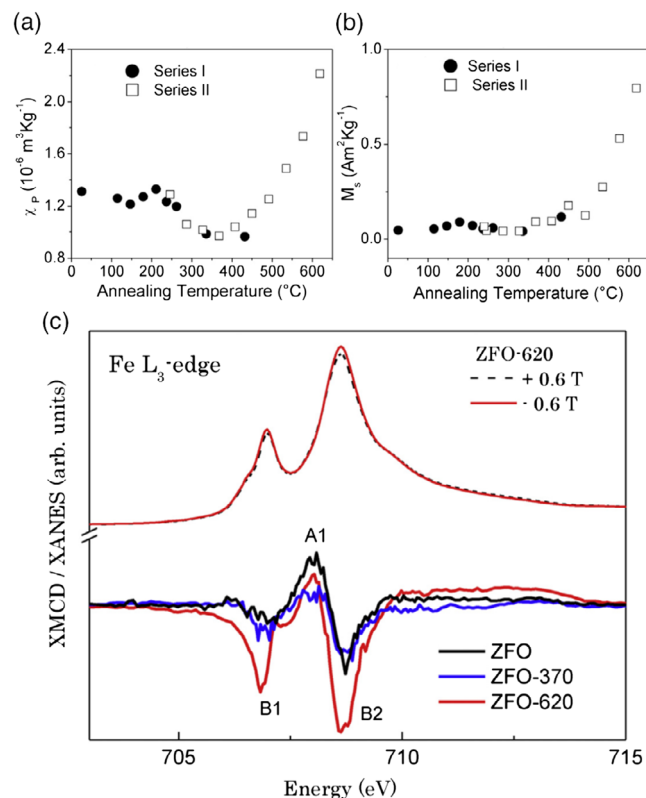 (a)
2.4
2.0
1.6
1.2
0.8
χP (10-6 m3Kg-1)
Series I
Series II
0 100 200 300 400 500 600
Annealing Temperature (°C)
(b)
1.0
0.5
0.0
Ms (Am2Kg-1)
Series I
Series II
0 100 200 300 400 500 600
Annealing Temperature (°C)
(c)
Fe L3-edge
ZFO-620
+ 0.6 T
- 0.6 T
XMCD / XANES (arb. units)
A1
B1
B2
ZFO
ZFO-370
ZFO-620
705 710 715
Energy (eV)